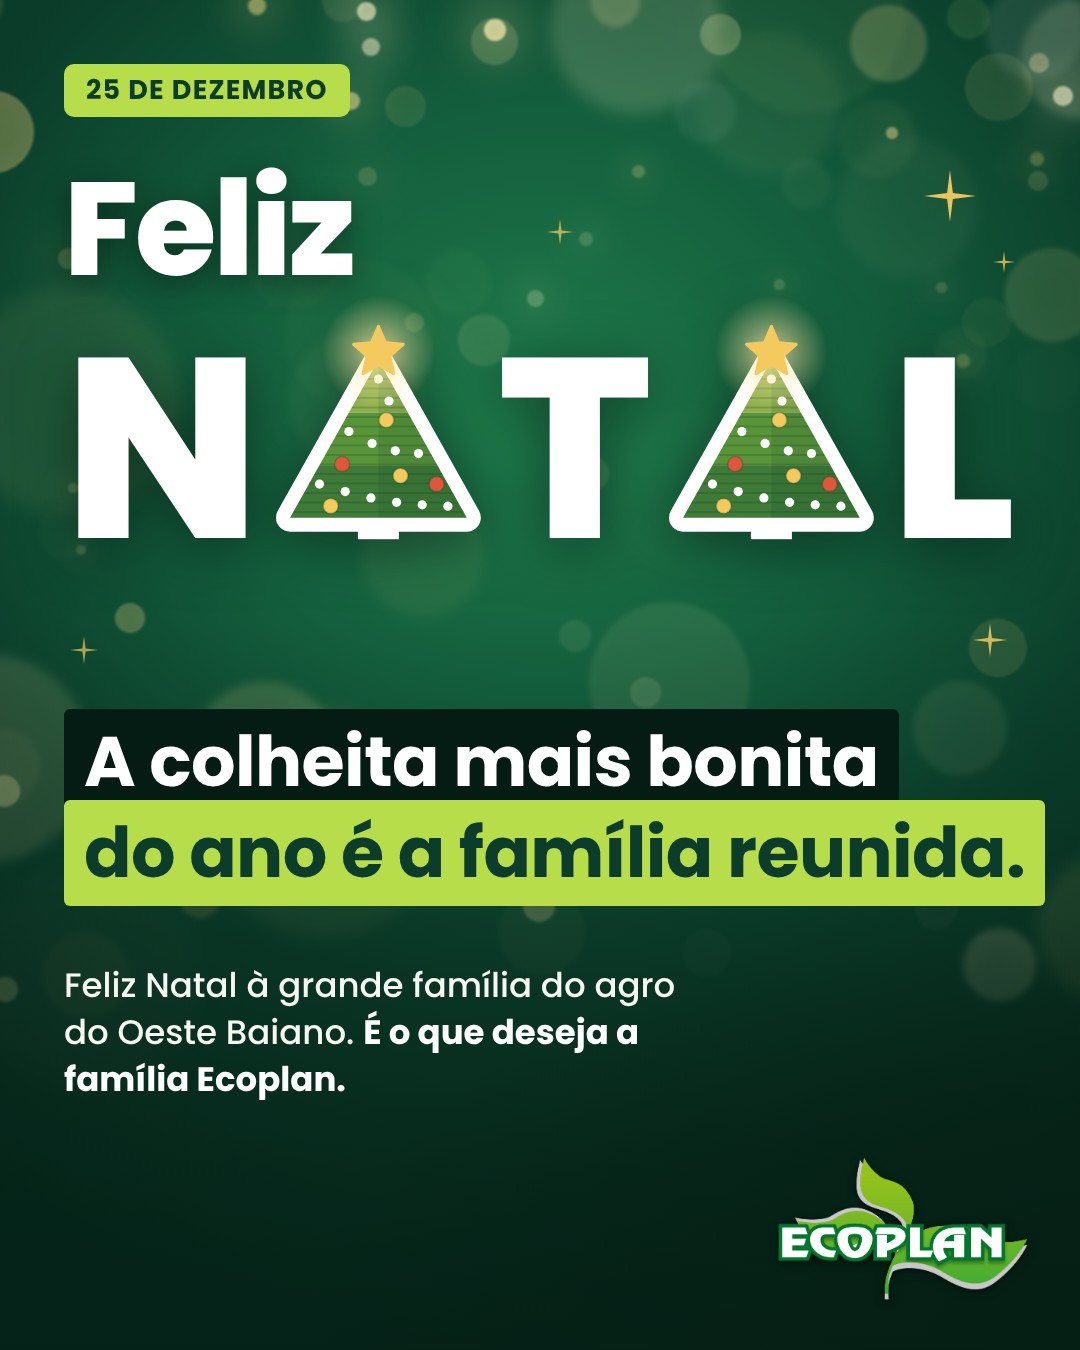 25 DE DEZEMBRO
Feliz
NATAL
A colheita mais bonita
do ano é a família reunida.
Feliz Natal à grande família do agro
do Oeste Baiano. É o que deseja a
família Ecoplan.
ECOPLAN